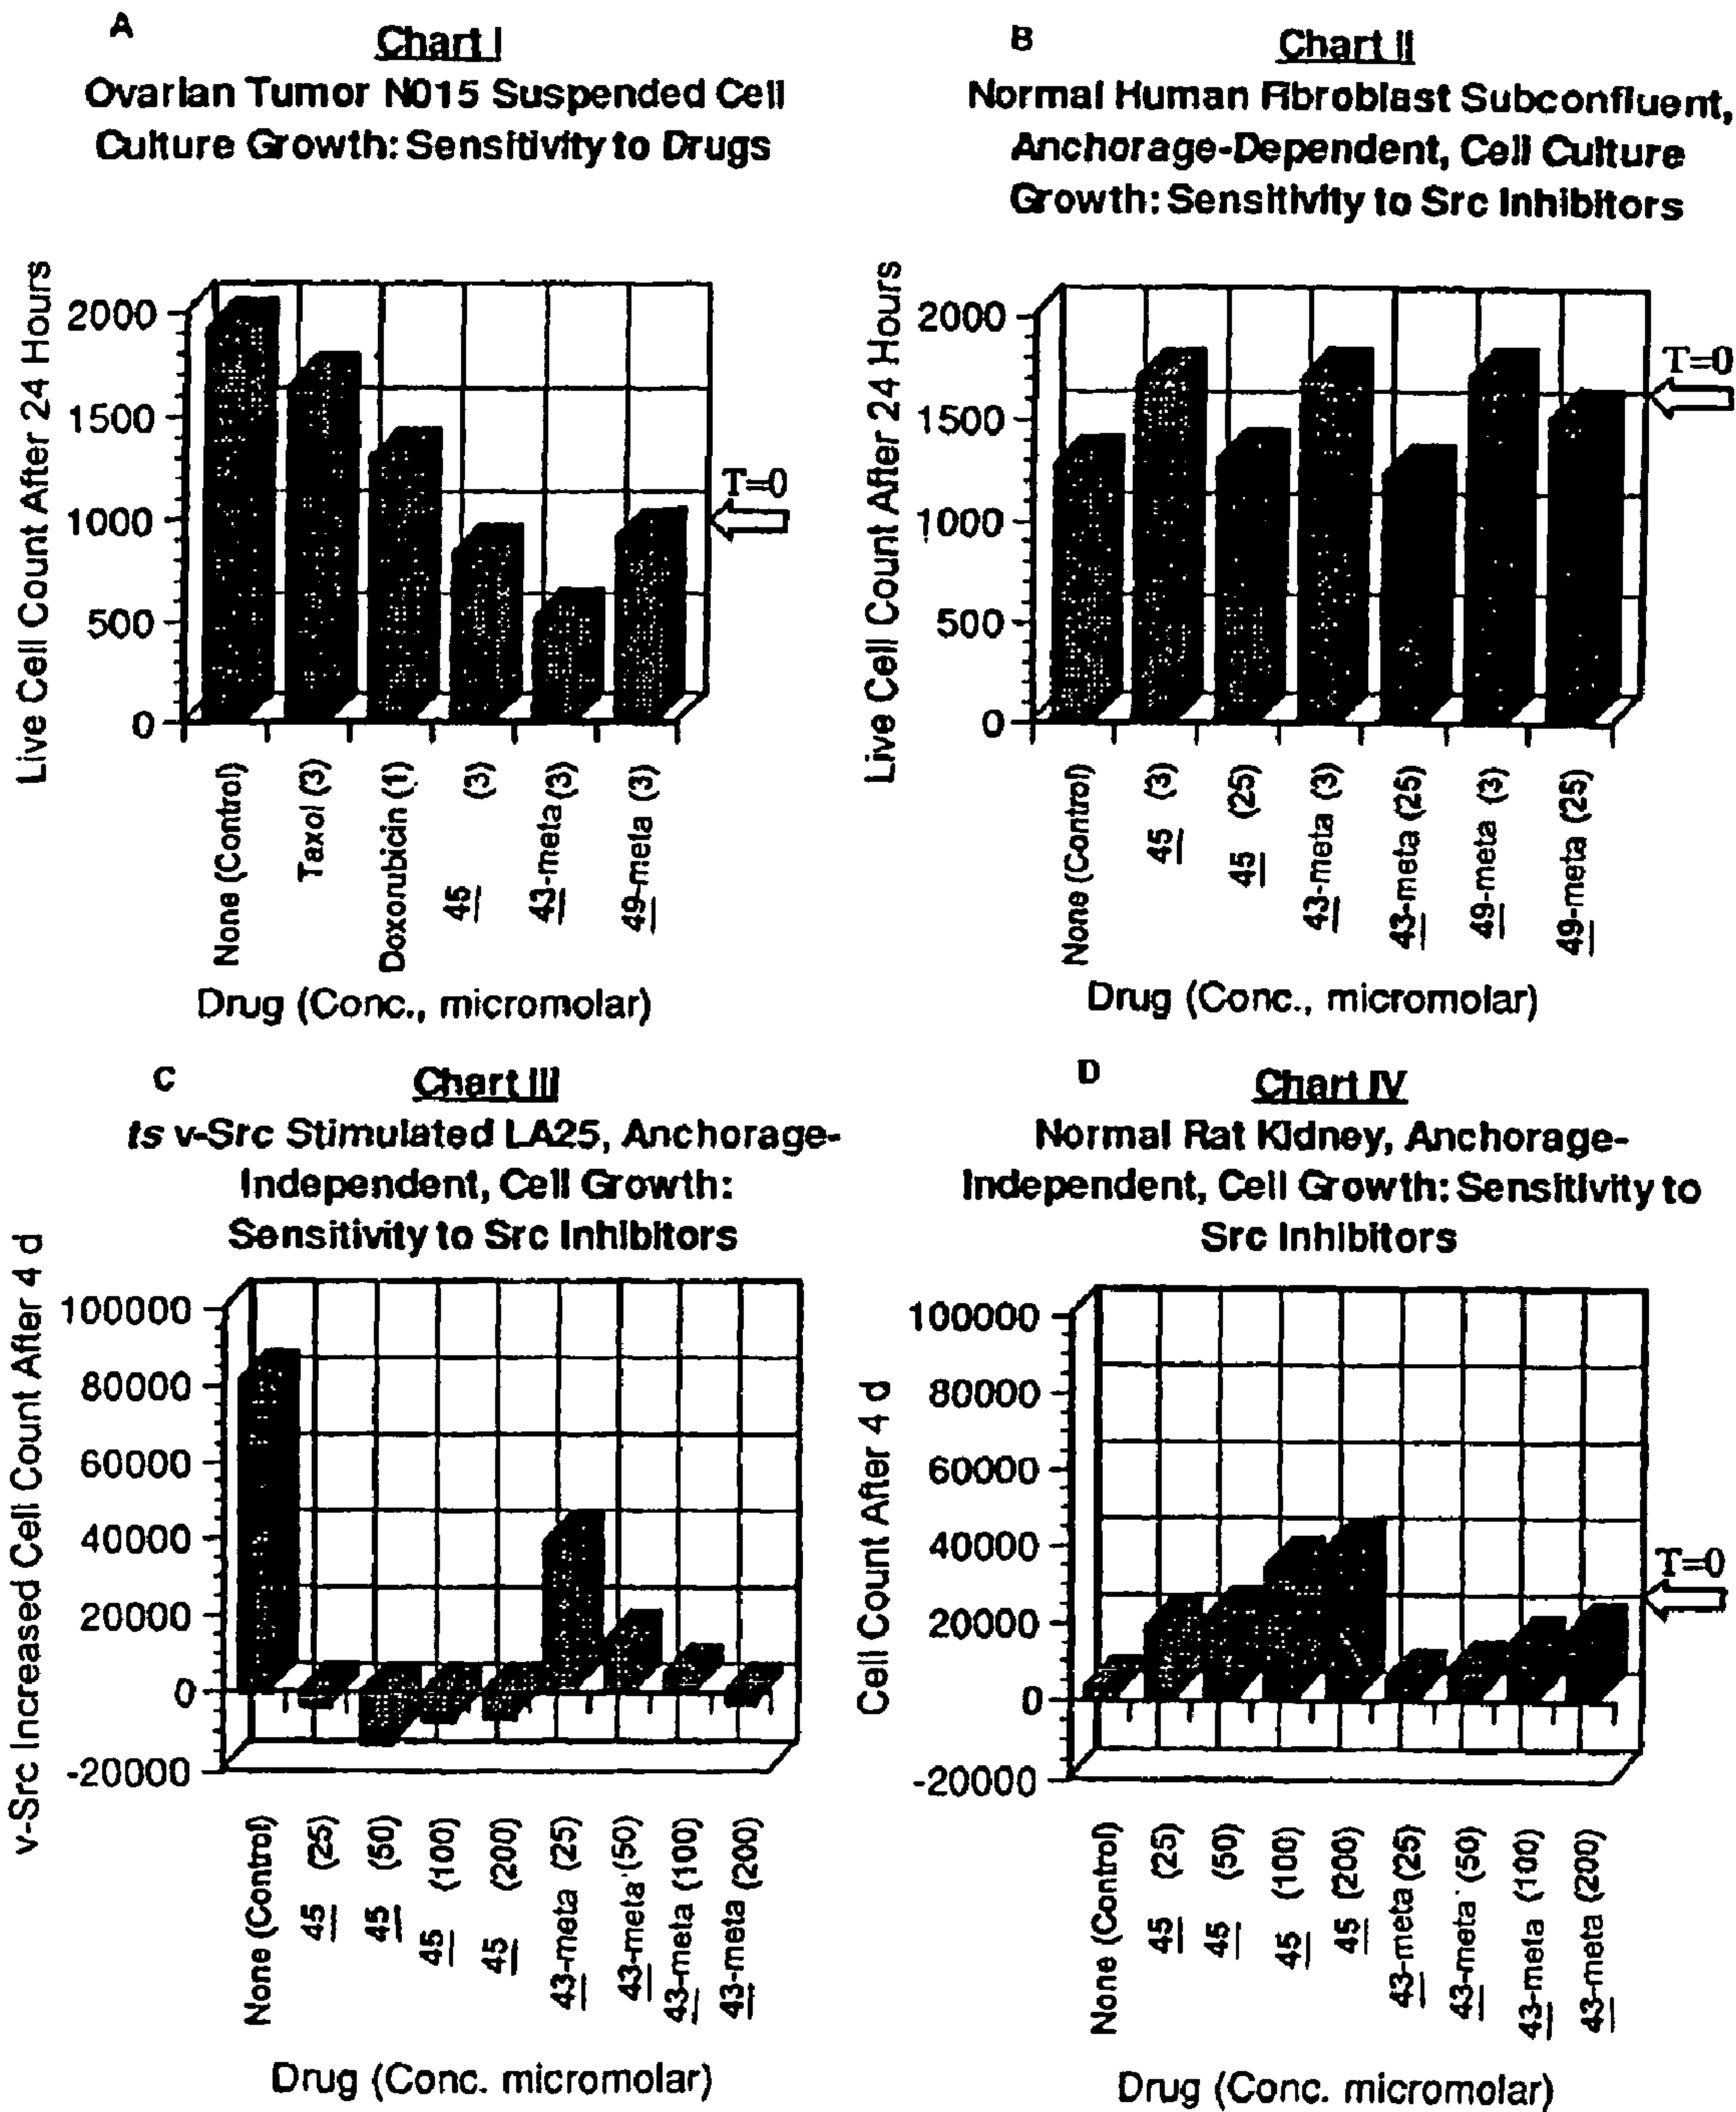 A
Chart I
Ovarian Tumor N015 Suspended Cell
Culture Growth: Sensitivity to Drugs
Live Cell Count After 24 Hours
2000
1500
1000
500
0
T=0
None (Control)
Taxol (3)
Doxorubicin (1)
45 (3)
43-meta (3)
49-meta (3)
Drug (Conc., micromolar)
B
Chart II
Normal Human Fibroblast Subconfluent,
Anchorage-Dependent, Cell Culture
Growth: Sensitivity to Src Inhibitors
Live Cell Count After 24 Hours
2000
1500
1000
500
0
T=0
None (Control)
45 (3)
45 (25)
43-meta (3)
43-meta (25)
49-meta (3)
49-meta (25)
Drug (Conc., micromolar)
C
Chart III
ts v-Src Stimulated LA25, Anchorage-
Independent, Cell Growth:
Sensitivity to Src Inhibitors
v-Src Increased Cell Count After 4 d
100000
80000
60000
40000
20000
0
-20000
None (Control)
45 (25)
45 (50)
45 (100)
45 (200)
43-meta (25)
43-meta (50)
43-meta (100)
43-meta (200)
Drug (Conc. micromolar)
D
Chart IV
Normal Rat Kidney, Anchorage-
Independent, Cell Growth: Sensitivity to
Src Inhibitors
Cell Count After 4 d
100000
80000
60000
40000
20000
0
-20000
T=0
None (Control)
45 (25)
45 (50)
45 (100)
45 (200)
43-meta (25)
43-meta (50)
43-meta (100)
43-meta (200)
Drug (Conc. micromolar)